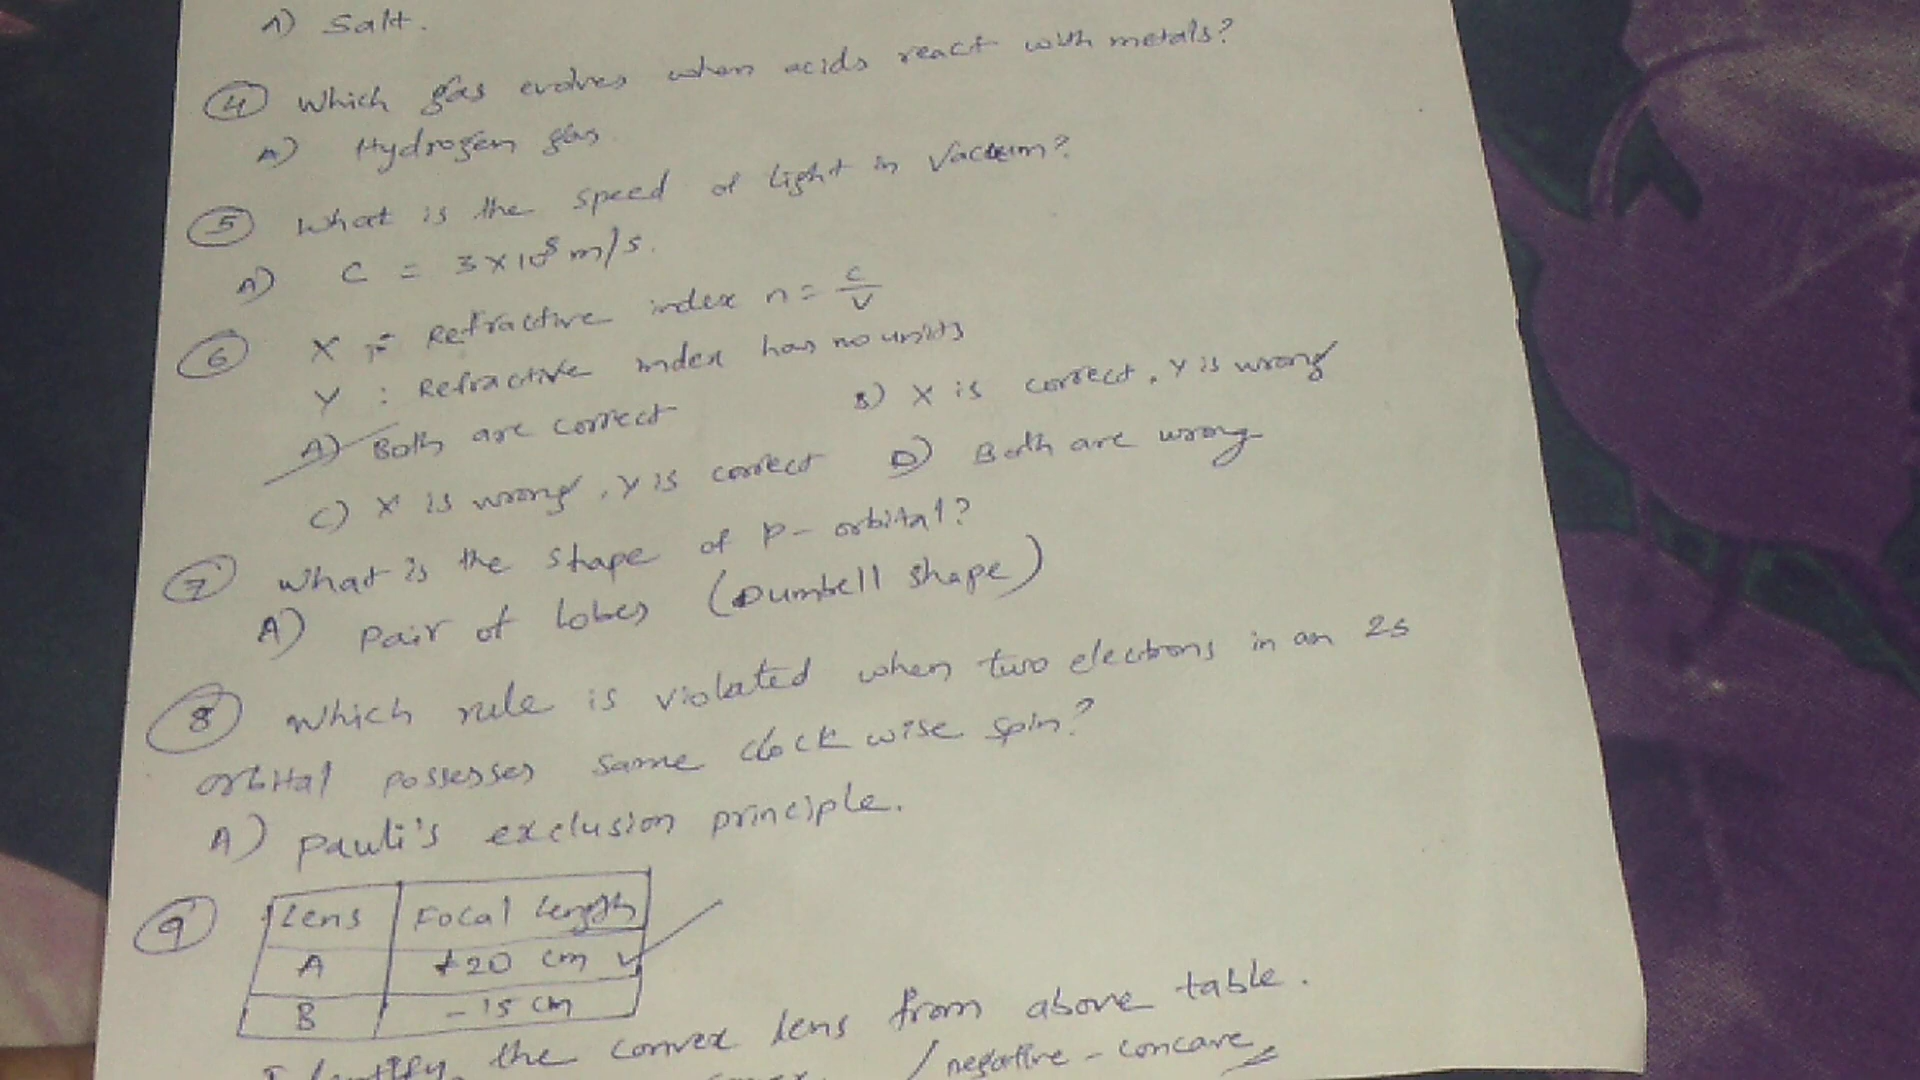 A) Salt.
4 Which gas evolves when acids react with metals?
A) Hydrogen gas
5 What is the speed of light in Vaccum?
A) C = 3 X 10⁸ m/s.
6 X : Refractive index n = c/v
Y : Refractive index has no units
A) Both are correct B) X is correct, Y is wrong
C) X is wrong, Y is correct D) Both are wrong
7 What is the shape of P-orbital?
A) Pair of lobes (Dumbell shape)
8 Which rule is violated when two electrons in an 2s
orbital possesses same clock wise spin?
A) Pauli's exclusion principle.
9 Lens Focal length
A +20 cm
B -15 cm
Identify the convex lens from above table.
/ negative - concave